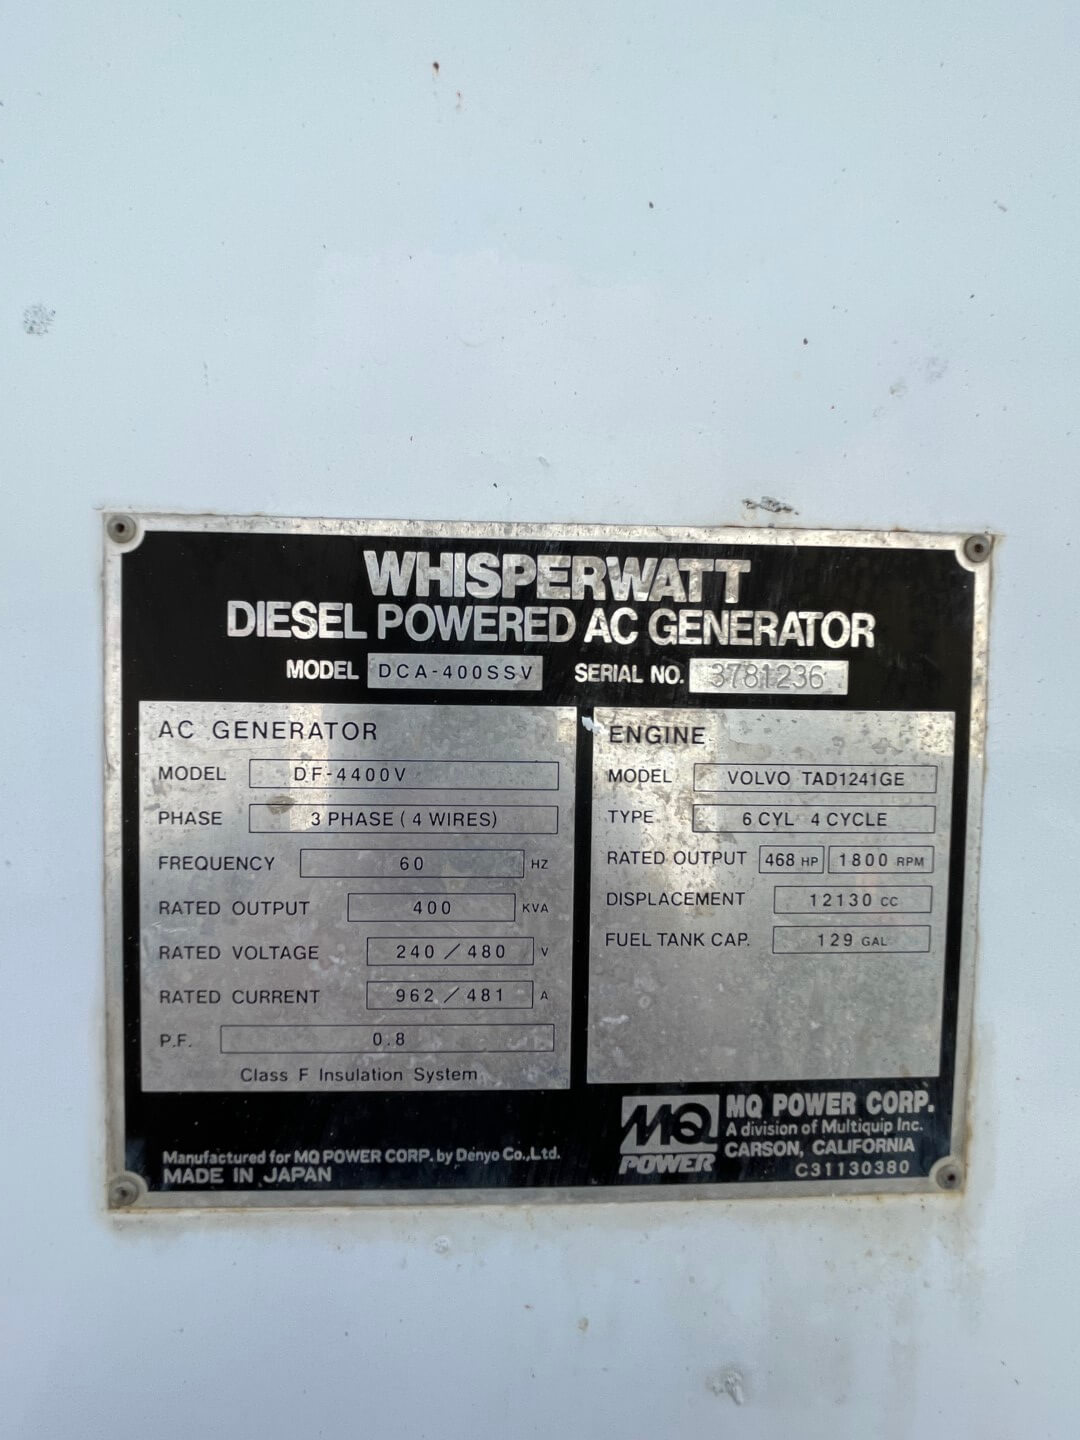 WHISPERWATT
DIESEL POWERED AC GENERATOR
MODEL DCA-400SSV SERIAL NO. 3781236
AC GENERATOR
MODEL DF-4400V
PHASE 3 PHASE ( 4 WIRES)
FREQUENCY 60 HZ
RATED OUTPUT 400 KVA
RATED VOLTAGE 240 / 480 V
RATED CURRENT 962 / 481 A
P.F. 0.8
Class F Insulation System
ENGINE
MODEL VOLVO TAD1241GE
TYPE 6 CYL 4 CYCLE
RATED OUTPUT 468 HP 1800 RPM
DISPLACEMENT 12130 CC
FUEL TANK CAP. 129 GAL
Manufactured for MQ POWER CORP. by Denyo Co.,Ltd.
MADE IN JAPAN
MQ
POWER
MQ POWER CORP.
A division of Multiquip Inc.
CARSON, CALIFORNIA
C31130380